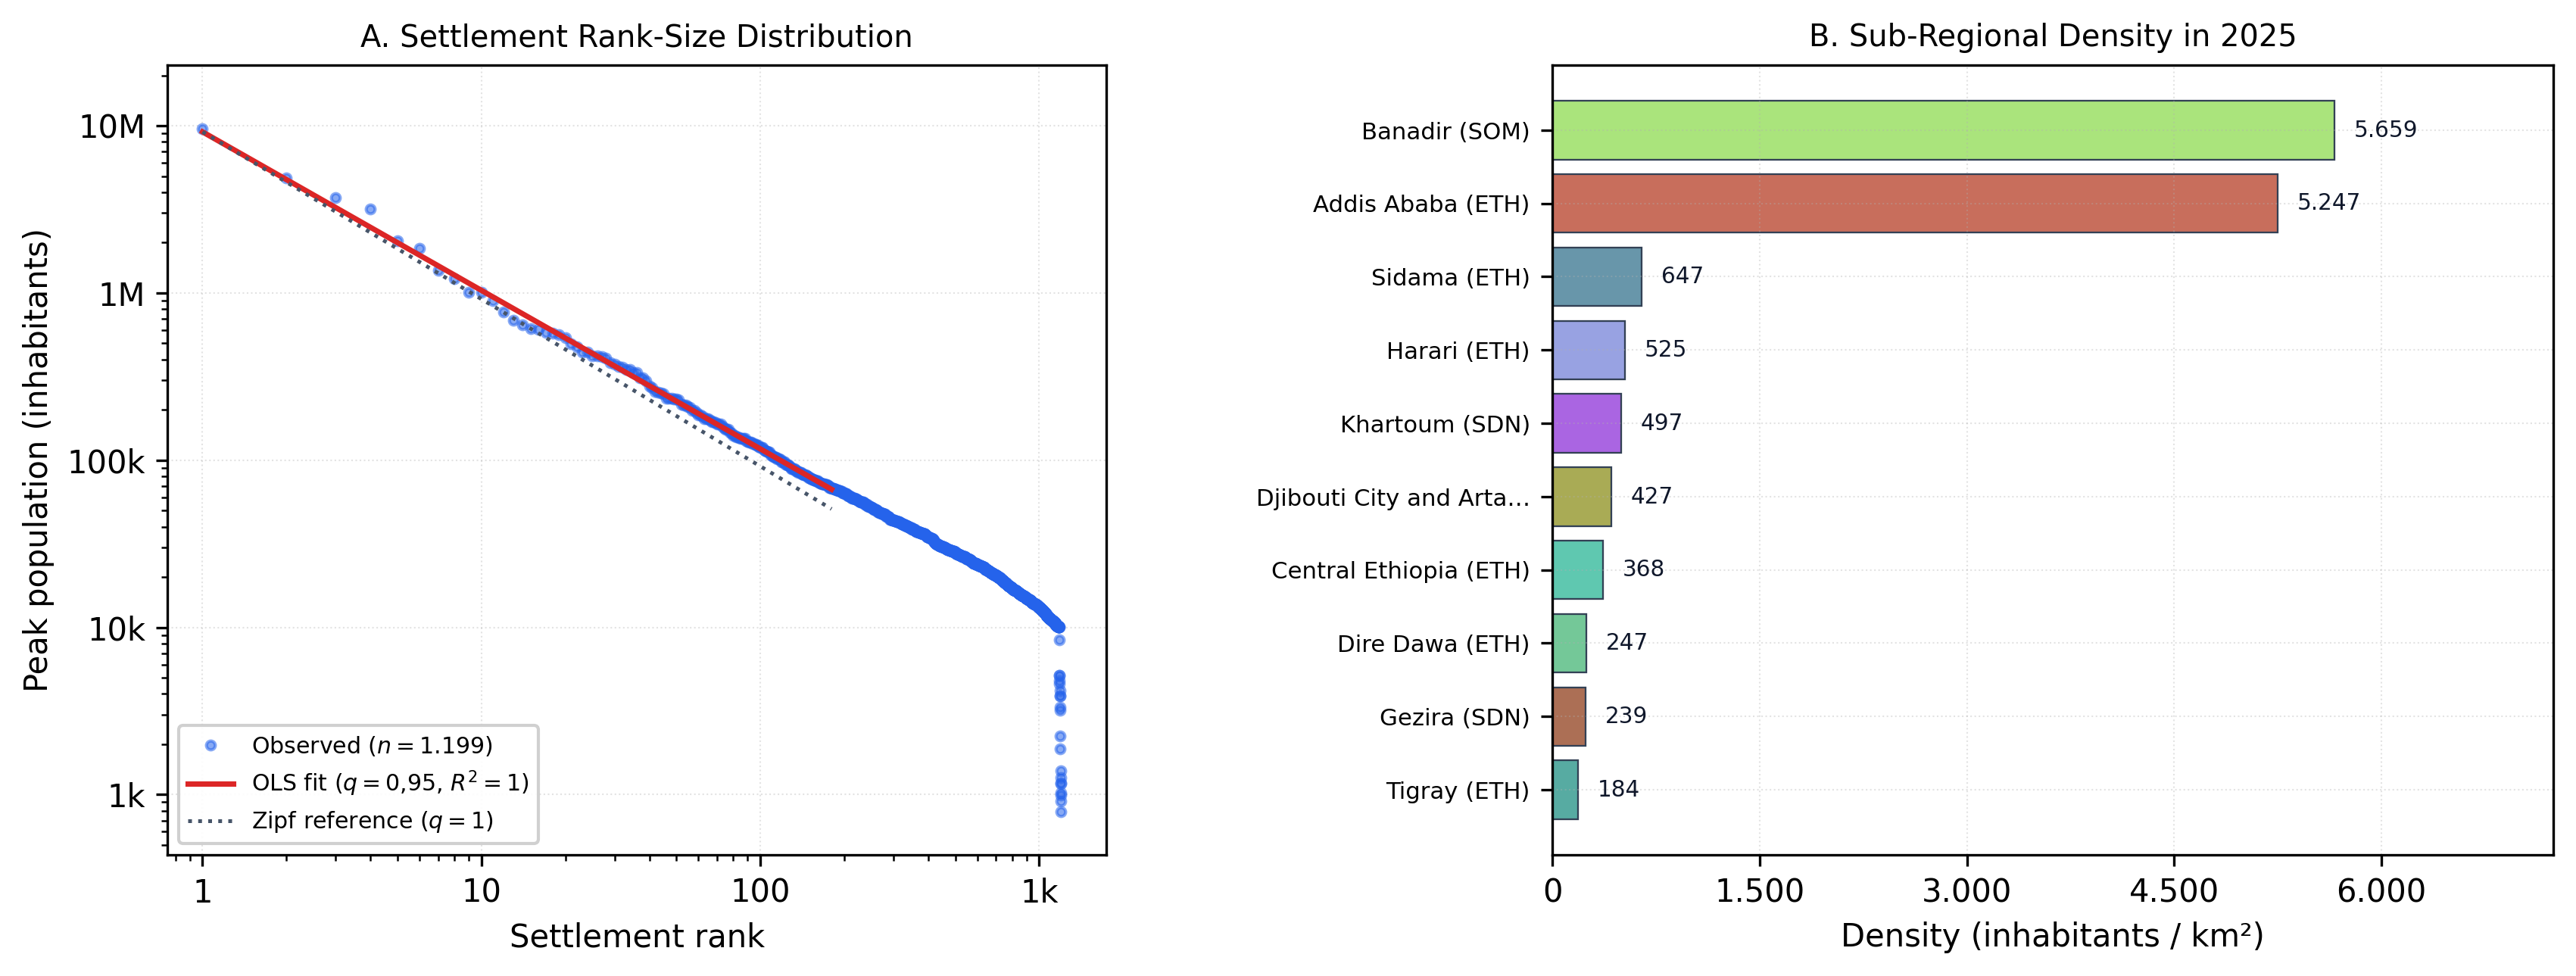 A. Settlement Rank-Size Distribution
Peak population (inhabitants)
10M
1M
100k
10k
1k
Observed (n = 1.199)
OLS fit (q = 0,95, R² = 1)
Zipf reference (q = 1)
1
10
100
1k
Settlement rank
B. Sub-Regional Density in 2025
Banadir (SOM)
5.659
Addis Ababa (ETH)
5.247
Sidama (ETH)
647
Harari (ETH)
525
Khartoum (SDN)
497
Djibouti City and Arta...
427
Central Ethiopia (ETH)
368
Dire Dawa (ETH)
247
Gezira (SDN)
239
Tigray (ETH)
184
0
1.500
3.000
4.500
6.000
Density (inhabitants / km²)